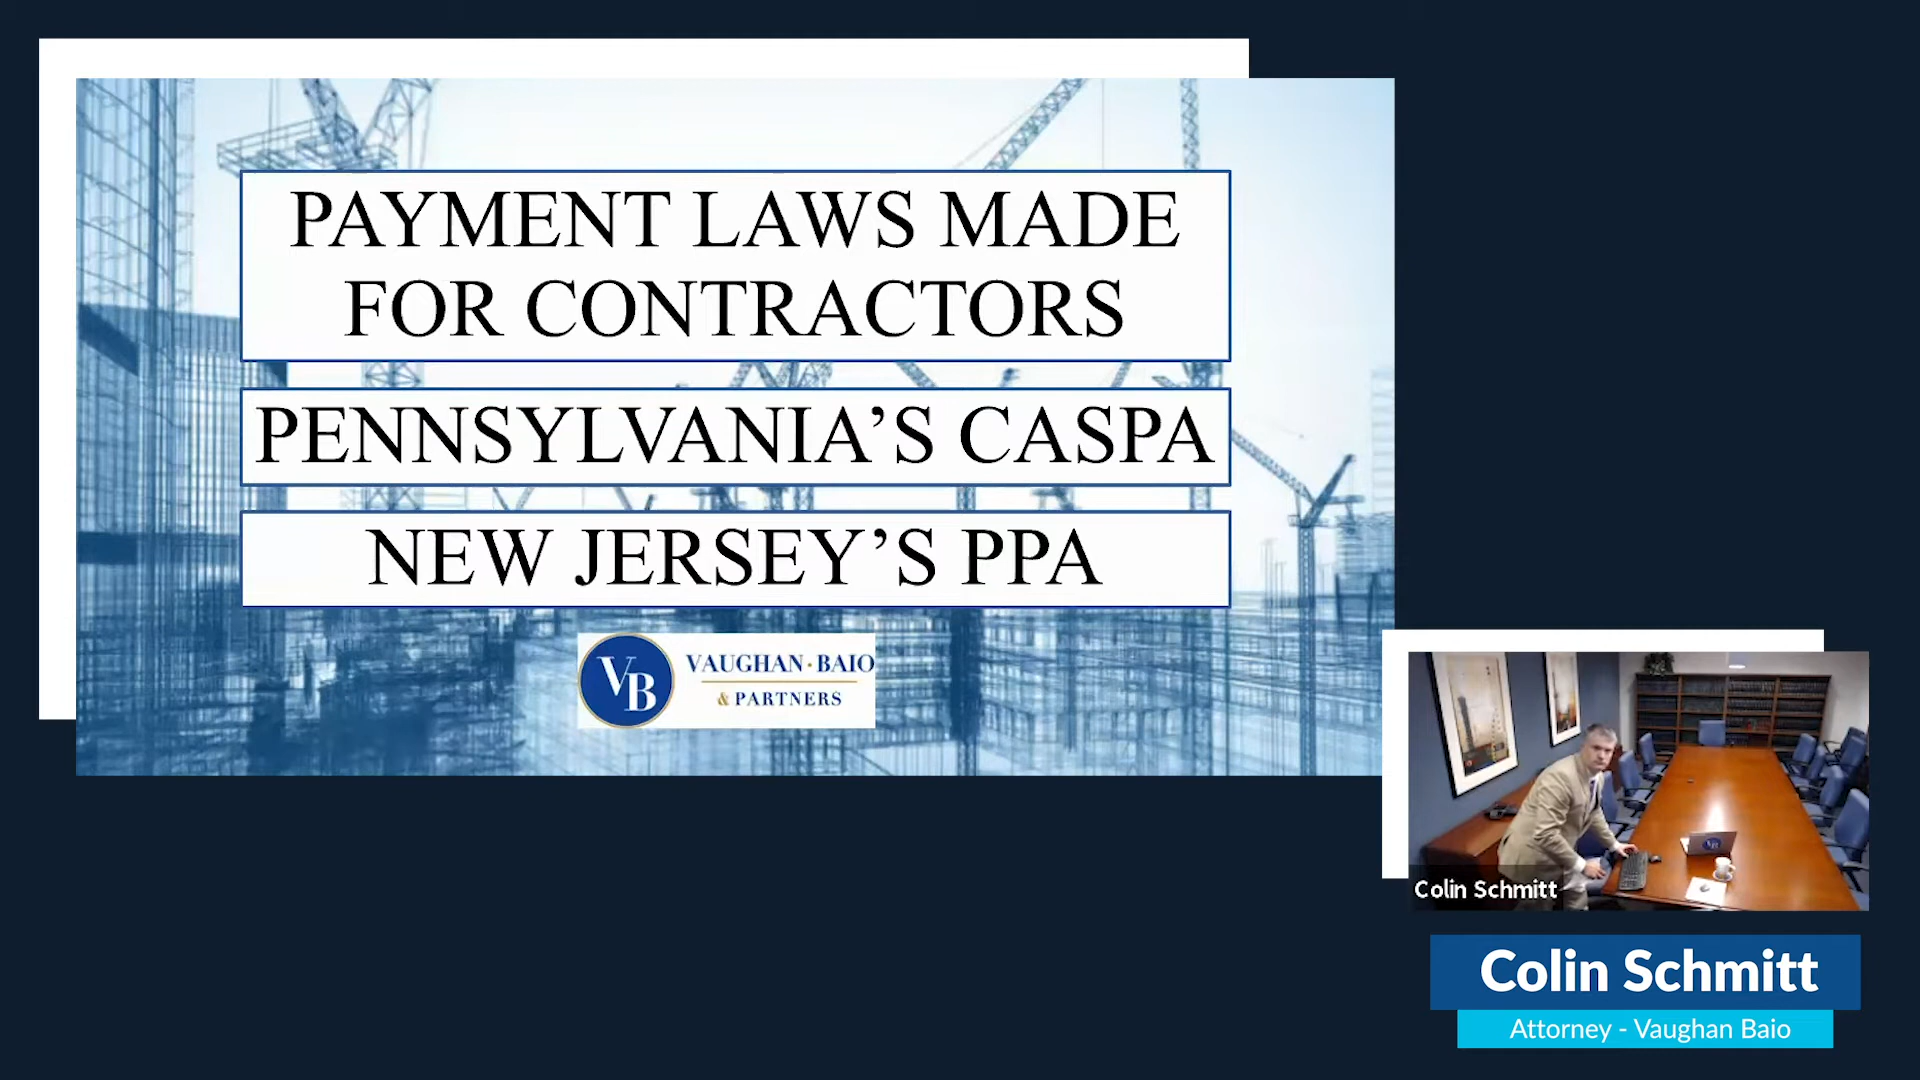 PAYMENT LAWS MADE
FOR CONTRACTORS
PENNSYLVANIA’S CASPA
NEW JERSEY’S PPA
VB
VAUGHAN·BAIO
& PARTNERS
Colin Schmitt
Colin Schmitt
Attorney - Vaughan Baio